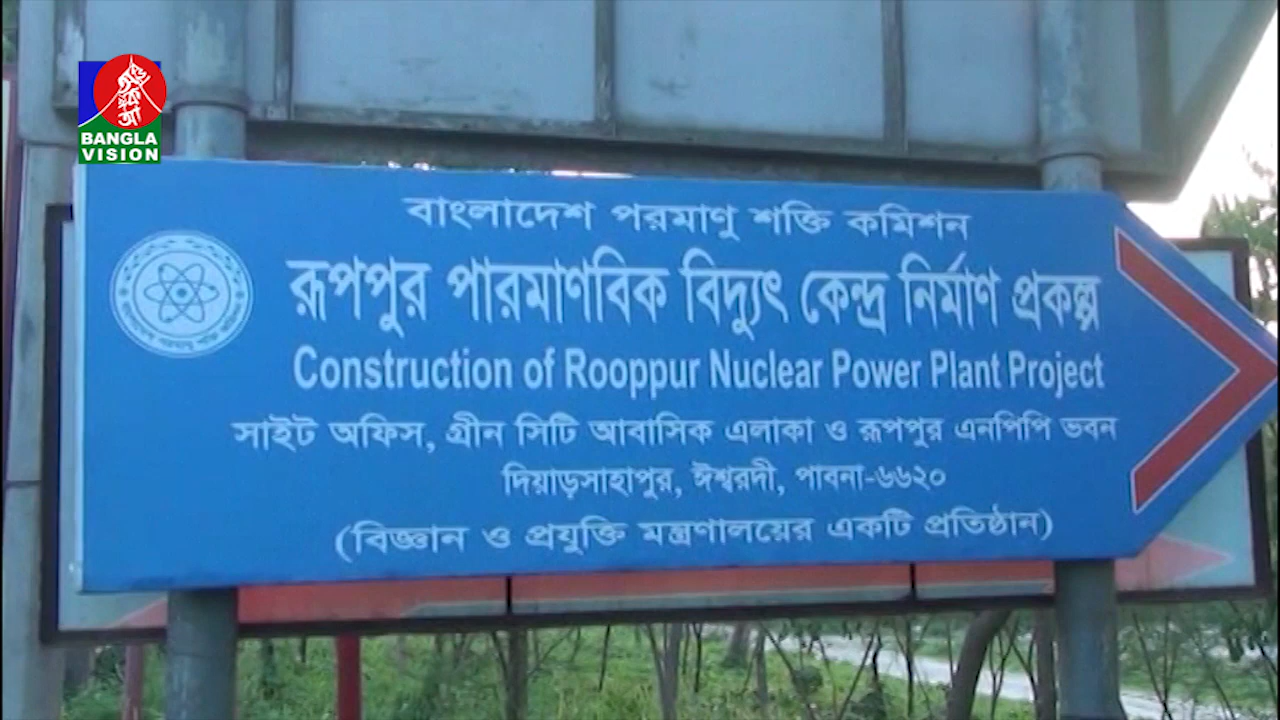 BANGLA
VISION
বাংলাদেশ পরমাণু শক্তি কমিশন
রূপপুর পারমাণবিক বিদ্যুৎ কেন্দ্র নির্মাণ প্রকল্প
Construction of Rooppur Nuclear Power Plant Project
সাইট অফিস, গ্রীন সিটি আবাসিক এলাকা ও রূপপুর এনপিপি ভবন
দিয়াড়সাহাপুর, ঈশ্বরদী, পাবনা-৬৬২০
(বিজ্ঞান ও প্রযুক্তি মন্ত্রণালয়ের একটি প্রতিষ্ঠান)